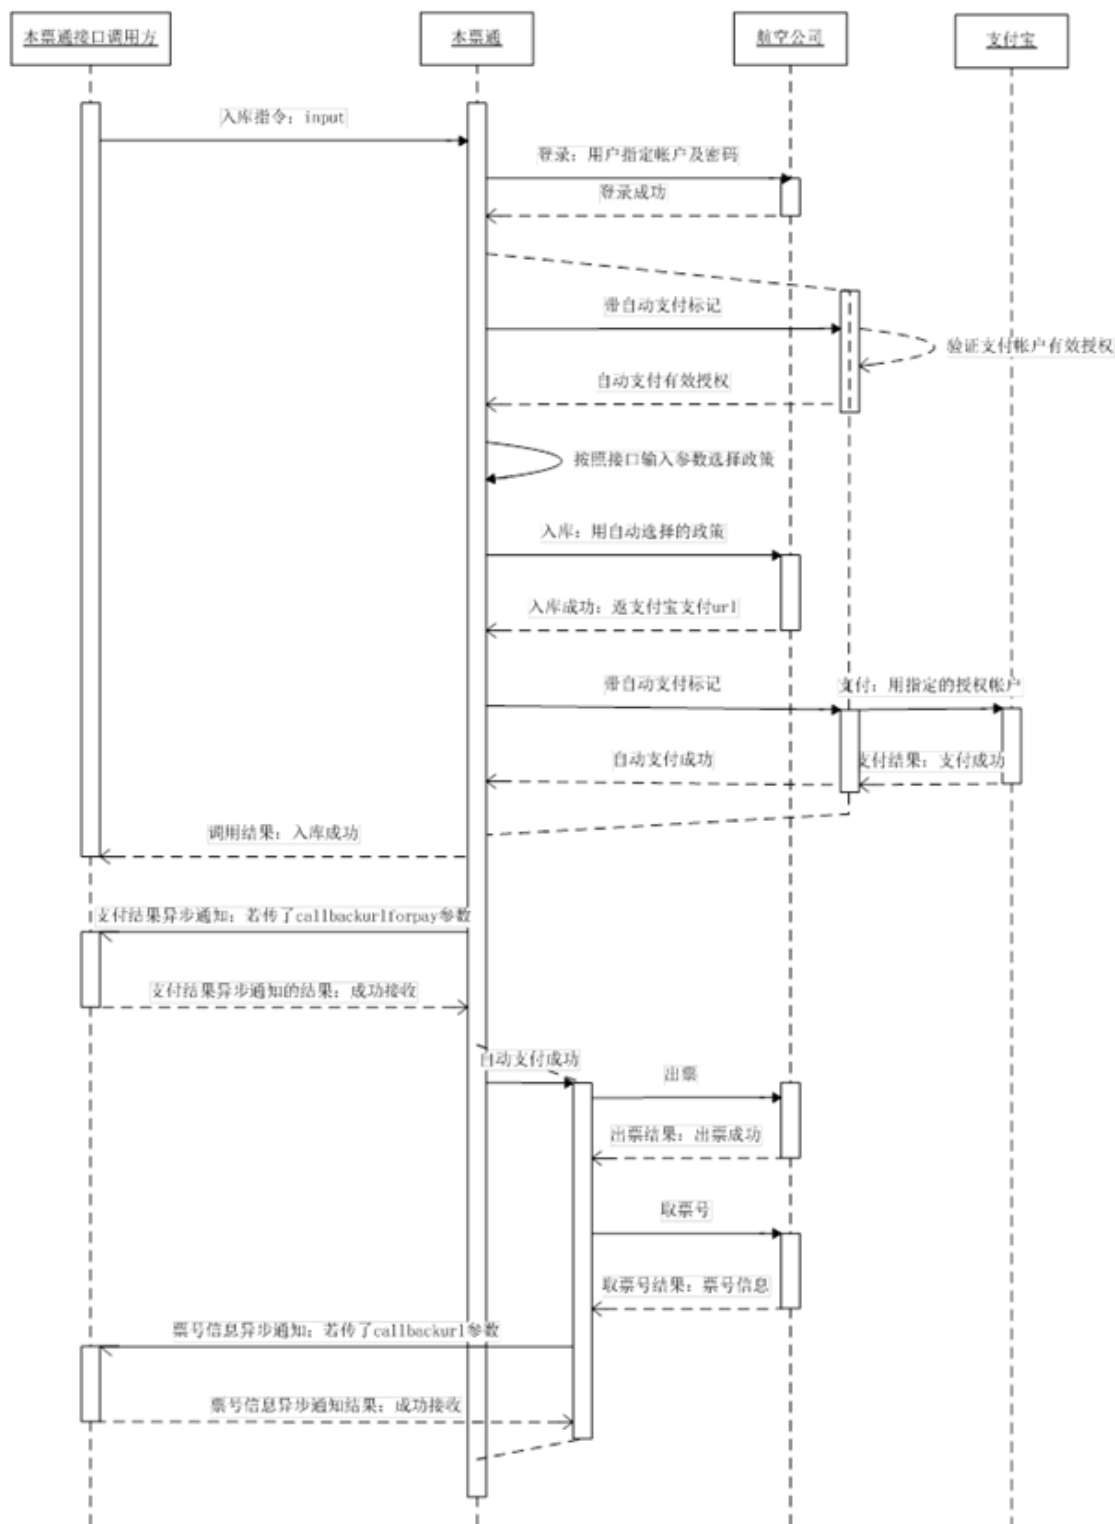 本票通接口调用方
本票通
航空公司
支付宝
入库指令：input
登录：用户指定帐户及密码
登录成功
带自动支付标记
验证支付帐户有效授权
自动支付有效授权
按照接口输入参数选择政策
入库：用自动选择的政策
入库成功：返支付宝支付url
带自动支付标记
支付：用指定的授权帐户
自动支付成功
支付结果：支付成功
调用结果：入库成功
支付结果异步通知：若传了callbackurlforpay参数
支付结果异步通知的结果：成功接收
自动支付成功
出票
出票结果：出票成功
取票号
取票号结果：票号信息
票号信息异步通知：若传了callbackurl参数
票号信息异步通知结果：成功接收